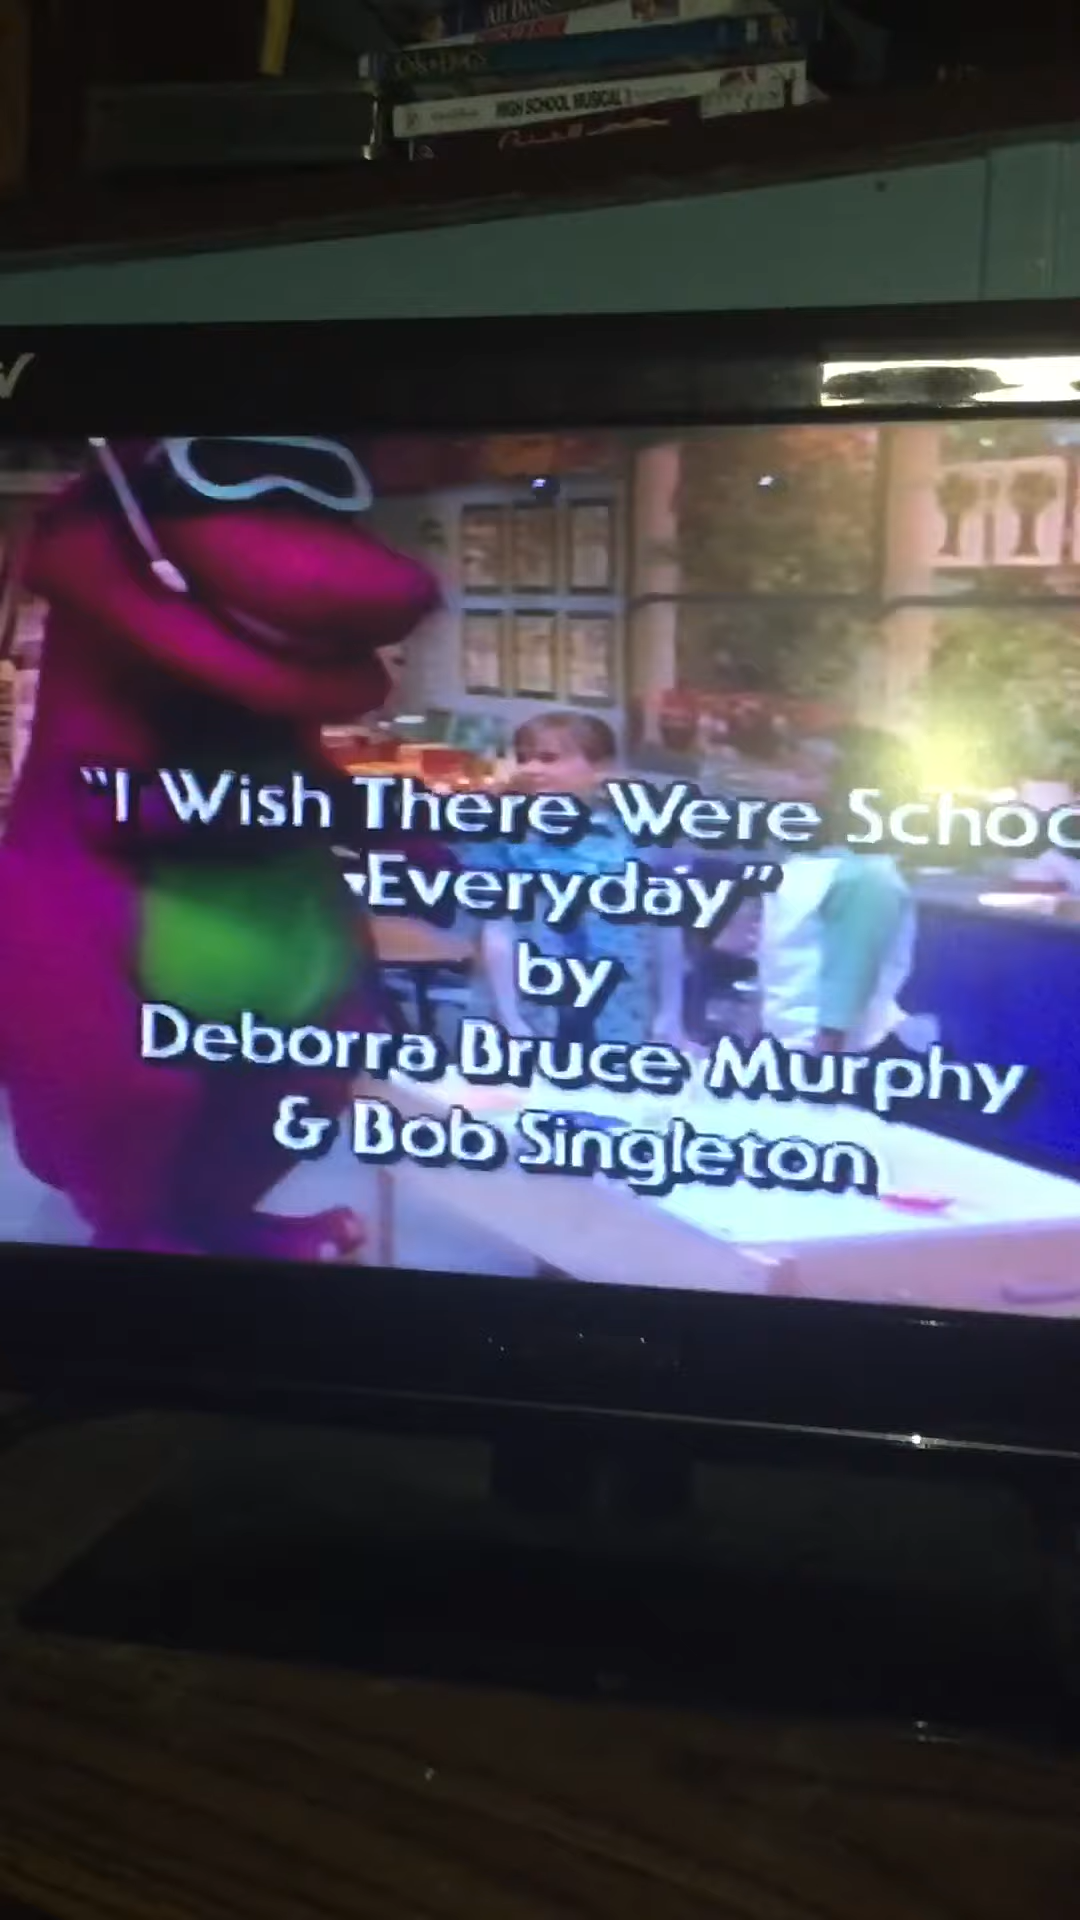 HIGH SCHOOL MUSICAL
"I Wish There Were Schoo
Everyday"
by
Deborra Bruce Murphy
& Bob Singleton